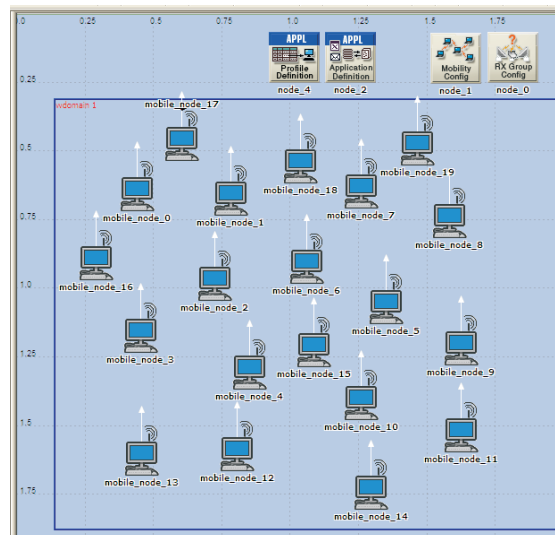 0.0 0.25 0.5 0.75 1.0 1.25 1.5 1.75
APPL
Profile
Definition
node_4
APPL
Application
Definition
node_2
Mobility
Config
node_1
RX Group
Config
node_0
0.25
wdomain 1
mobile_node_17
0.5
mobile_node_19
mobile_node_18
mobile_node_0
mobile_node_1
mobile_node_7
0.75
mobile_node_8
mobile_node_16
mobile_node_6
1.0
mobile_node_2
mobile_node_5
mobile_node_3
1.25
mobile_node_15
mobile_node_9
mobile_node_4
mobile_node_10
1.5
mobile_node_11
mobile_node_12
mobile_node_13
1.75
mobile_node_14